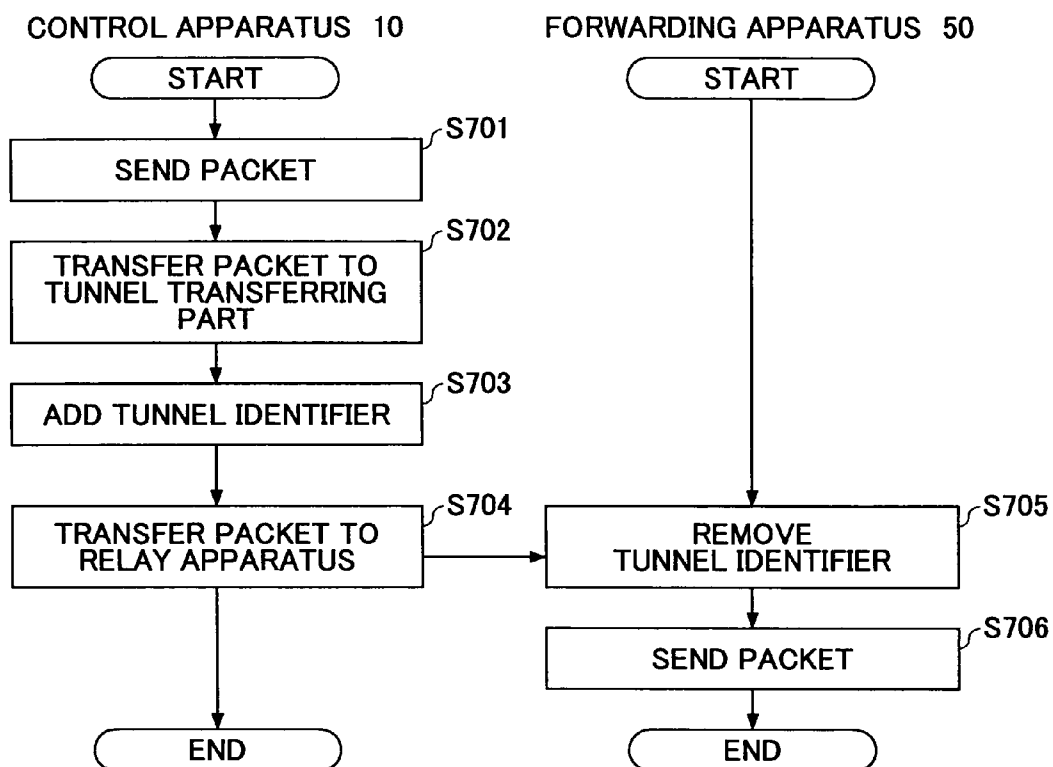 CONTROL APPARATUS 10
START
S701
SEND PACKET
S702
TRANSFER PACKET TO
TUNNEL TRANSFERRING
PART
S703
ADD TUNNEL IDENTIFIER
S704
TRANSFER PACKET TO
RELAY APPARATUS
END
FORWARDING APPARATUS 50
START
S705
REMOVE
TUNNEL IDENTIFIER
S706
SEND PACKET
END